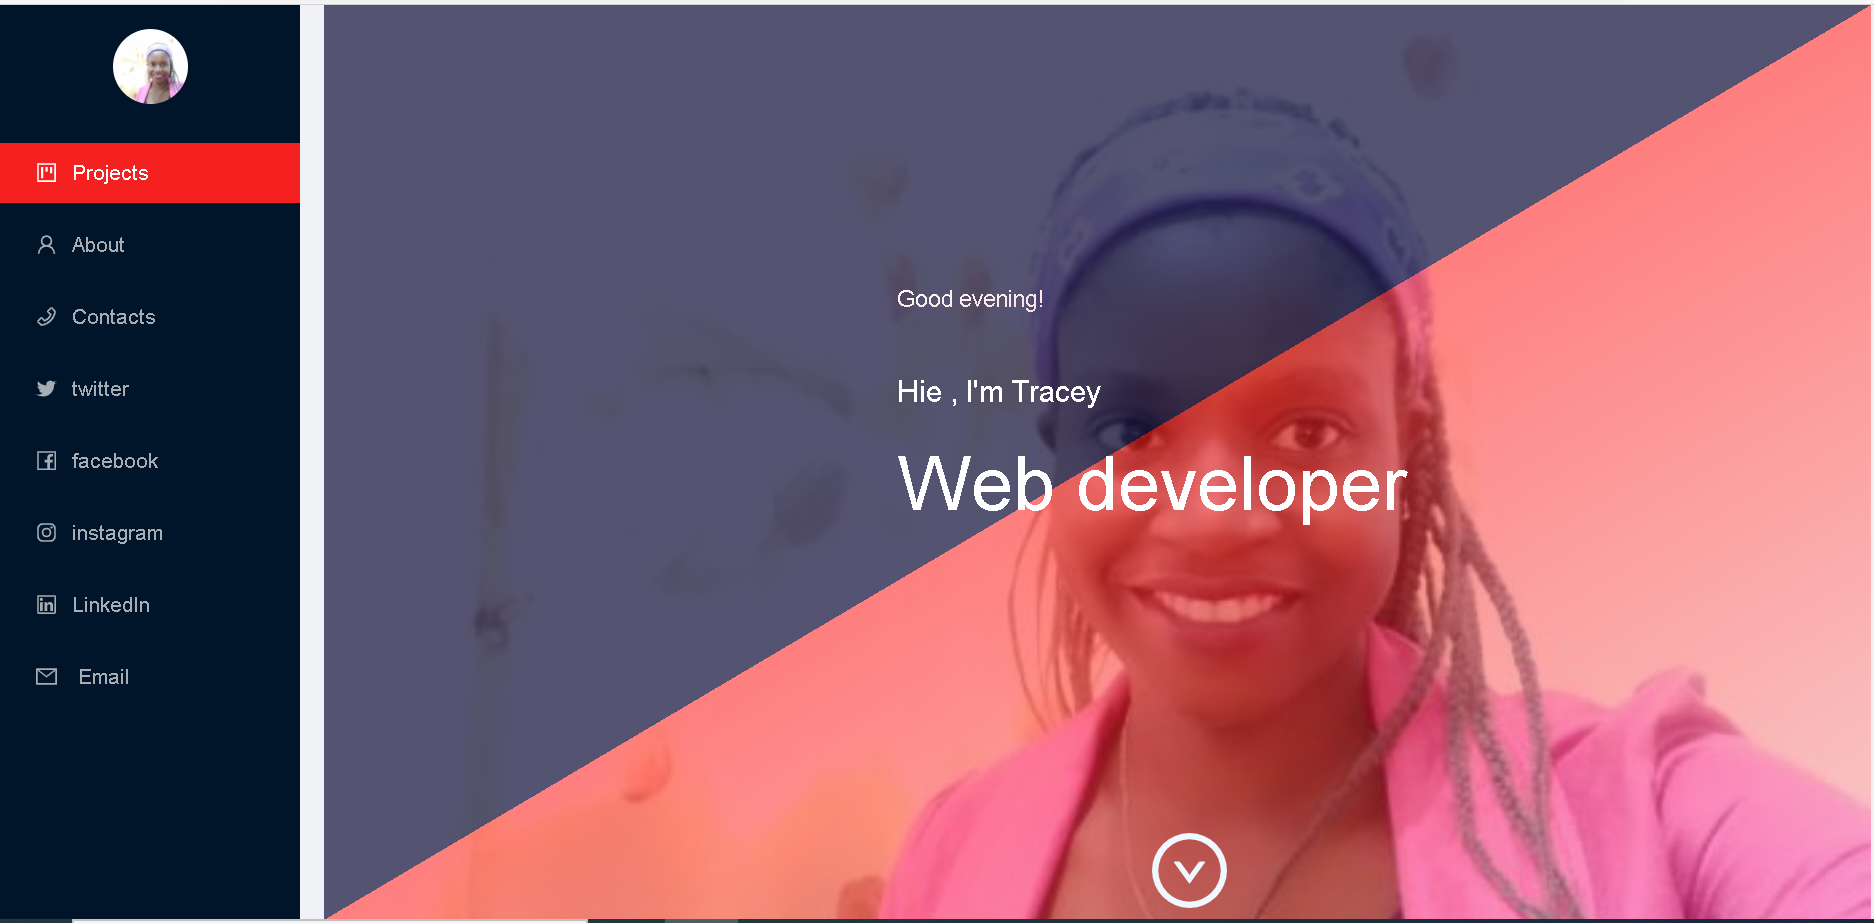 Projects
About
Contacts
twitter
facebook
instagram
LinkedIn
Email
Good evening!
Hie , I'm Tracey
Web developer